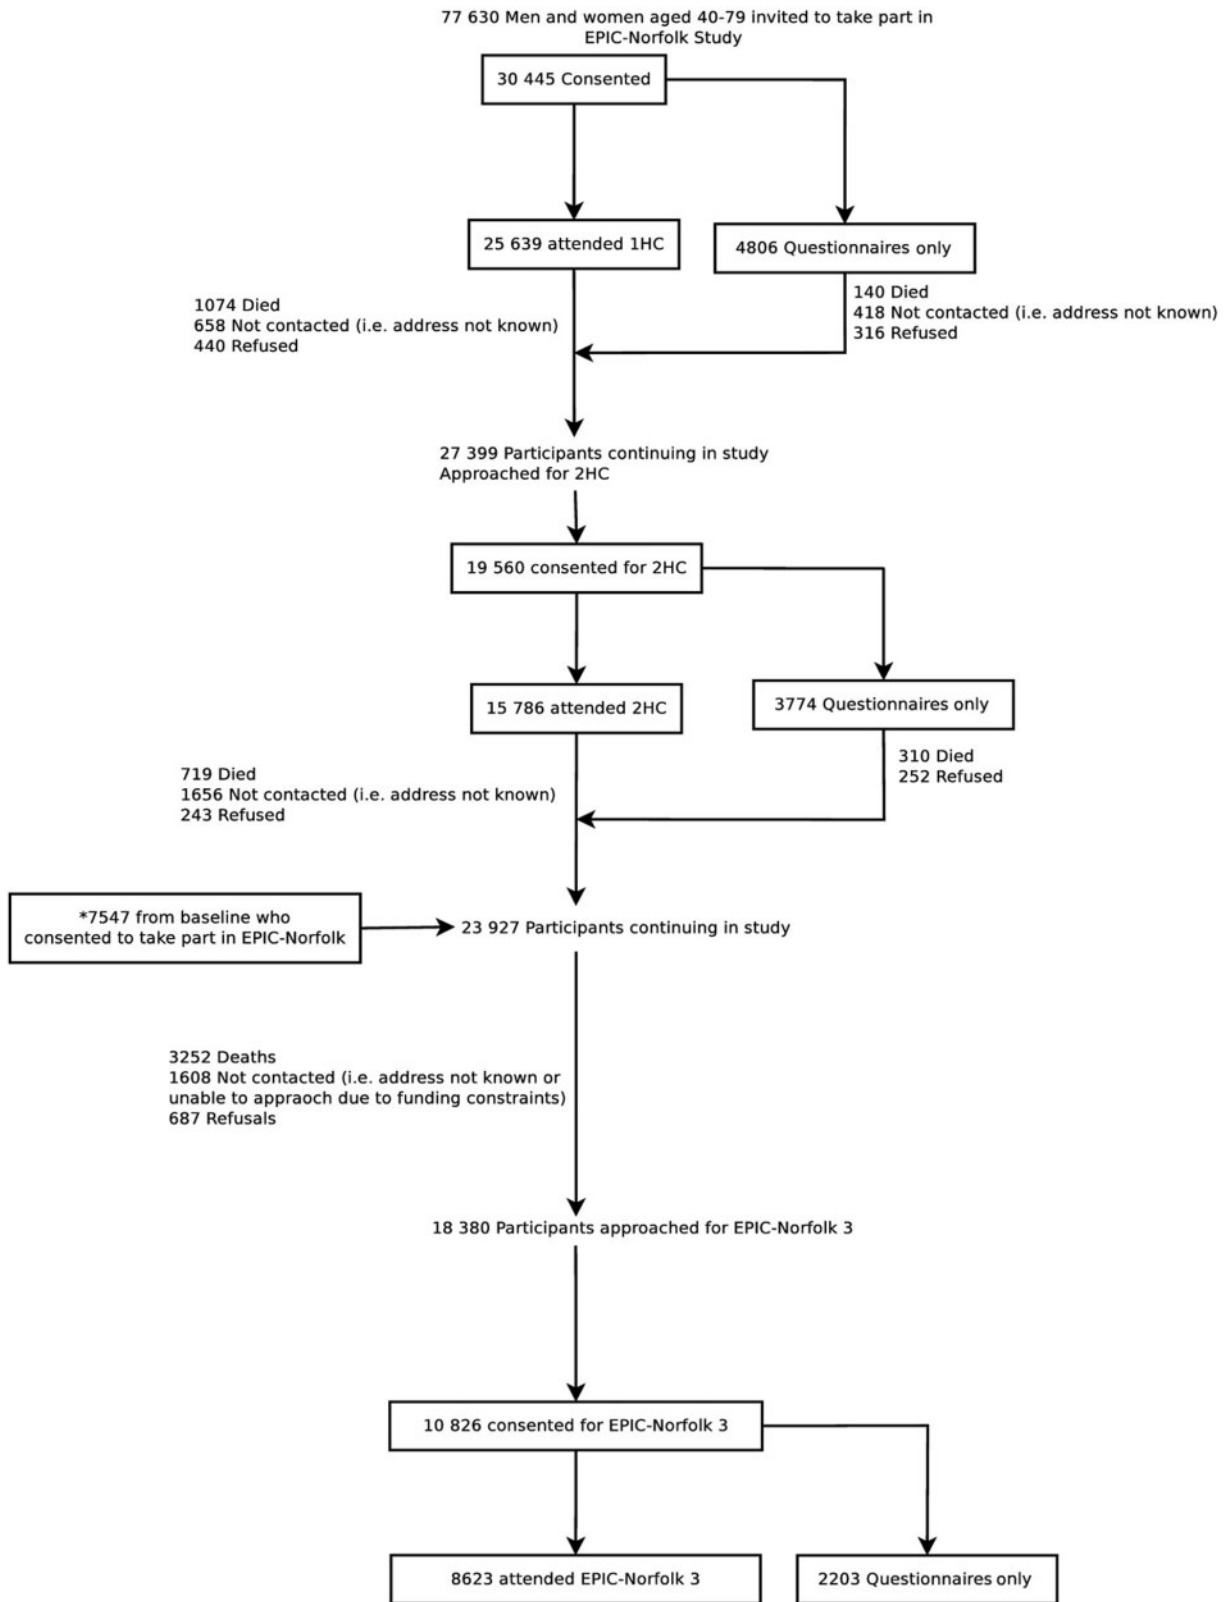 77 630 Men and women aged 40-79 invited to take part in
EPIC-Norfolk Study
30 445 Consented
25 639 attended 1HC
4806 Questionnaires only
1074 Died
658 Not contacted (i.e. address not known)
440 Refused
140 Died
418 Not contacted (i.e. address not known)
316 Refused
27 399 Participants continuing in study
Approached for 2HC
19 560 consented for 2HC
15 786 attended 2HC
3774 Questionnaires only
719 Died
1656 Not contacted (i.e. address not known)
243 Refused
310 Died
252 Refused
*7547 from baseline who
consented to take part in EPIC-Norfolk
23 927 Participants continuing in study
3252 Deaths
1608 Not contacted (i.e. address not known or
unable to appraoch due to funding constraints)
687 Refusals
18 380 Participants approached for EPIC-Norfolk 3
10 826 consented for EPIC-Norfolk 3
8623 attended EPIC-Norfolk 3
2203 Questionnaires only